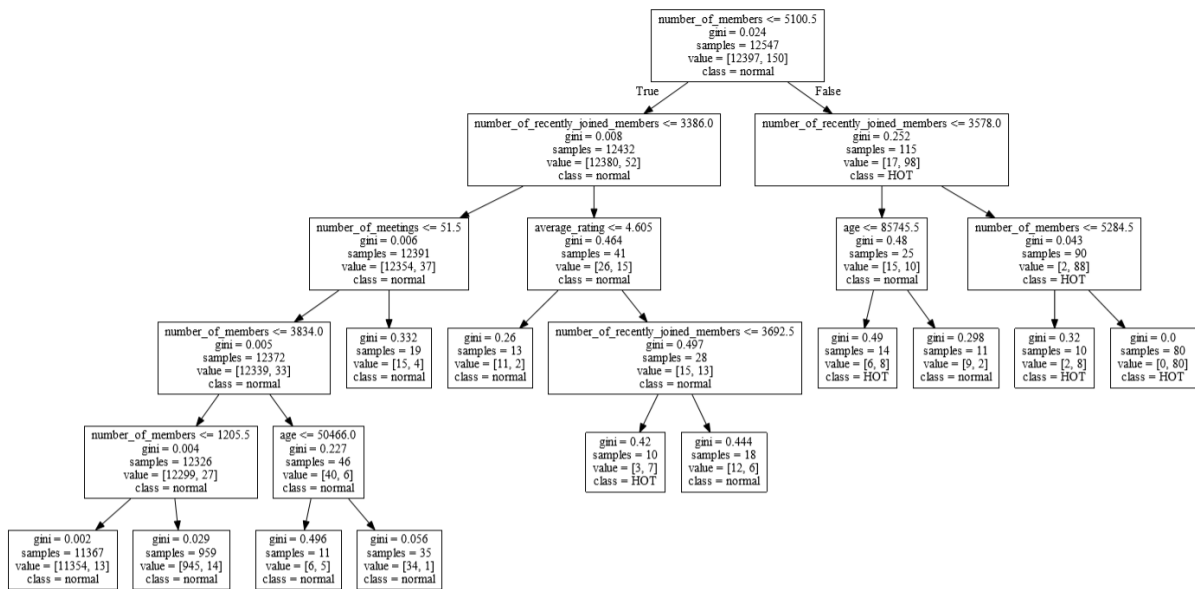 number_of_members <= 5100.5
gini = 0.024
samples = 12547
value = [12397, 150]
class = normal
True
False
number_of_recently_joined_members <= 3386.0
gini = 0.008
samples = 12432
value = [12380, 52]
class = normal
number_of_recently_joined_members <= 3578.0
gini = 0.252
samples = 115
value = [17, 98]
class = HOT
number_of_meetings <= 51.5
gini = 0.006
samples = 12391
value = [12354, 37]
class = normal
average_rating <= 4.605
gini = 0.464
samples = 41
value = [26, 15]
class = normal
age <= 85745.5
gini = 0.48
samples = 25
value = [15, 10]
class = normal
number_of_members <= 5284.5
gini = 0.043
samples = 90
value = [2, 88]
class = HOT
number_of_members <= 3834.0
gini = 0.005
samples = 12372
value = [12339, 33]
class = normal
gini = 0.332
samples = 19
value = [15, 4]
class = normal
gini = 0.26
samples = 13
value = [11, 2]
class = normal
number_of_recently_joined_members <= 3692.5
gini = 0.497
samples = 28
value = [15, 13]
class = normal
gini = 0.49
samples = 14
value = [6, 8]
class = HOT
gini = 0.298
samples = 11
value = [9, 2]
class = normal
gini = 0.32
samples = 10
value = [2, 8]
class = HOT
gini = 0.0
samples = 80
value = [0, 80]
class = HOT
number_of_members <= 1205.5
gini = 0.004
samples = 12326
value = [12299, 27]
class = normal
age <= 50466.0
gini = 0.227
samples = 46
value = [40, 6]
class = normal
gini = 0.42
samples = 10
value = [3, 7]
class = HOT
gini = 0.444
samples = 18
value = [12, 6]
class = normal
gini = 0.002
samples = 11367
value = [11354, 13]
class = normal
gini = 0.029
samples = 959
value = [945, 14]
class = normal
gini = 0.496
samples = 11
value = [6, 5]
class = normal
gini = 0.056
samples = 35
value = [34, 1]
class = normal